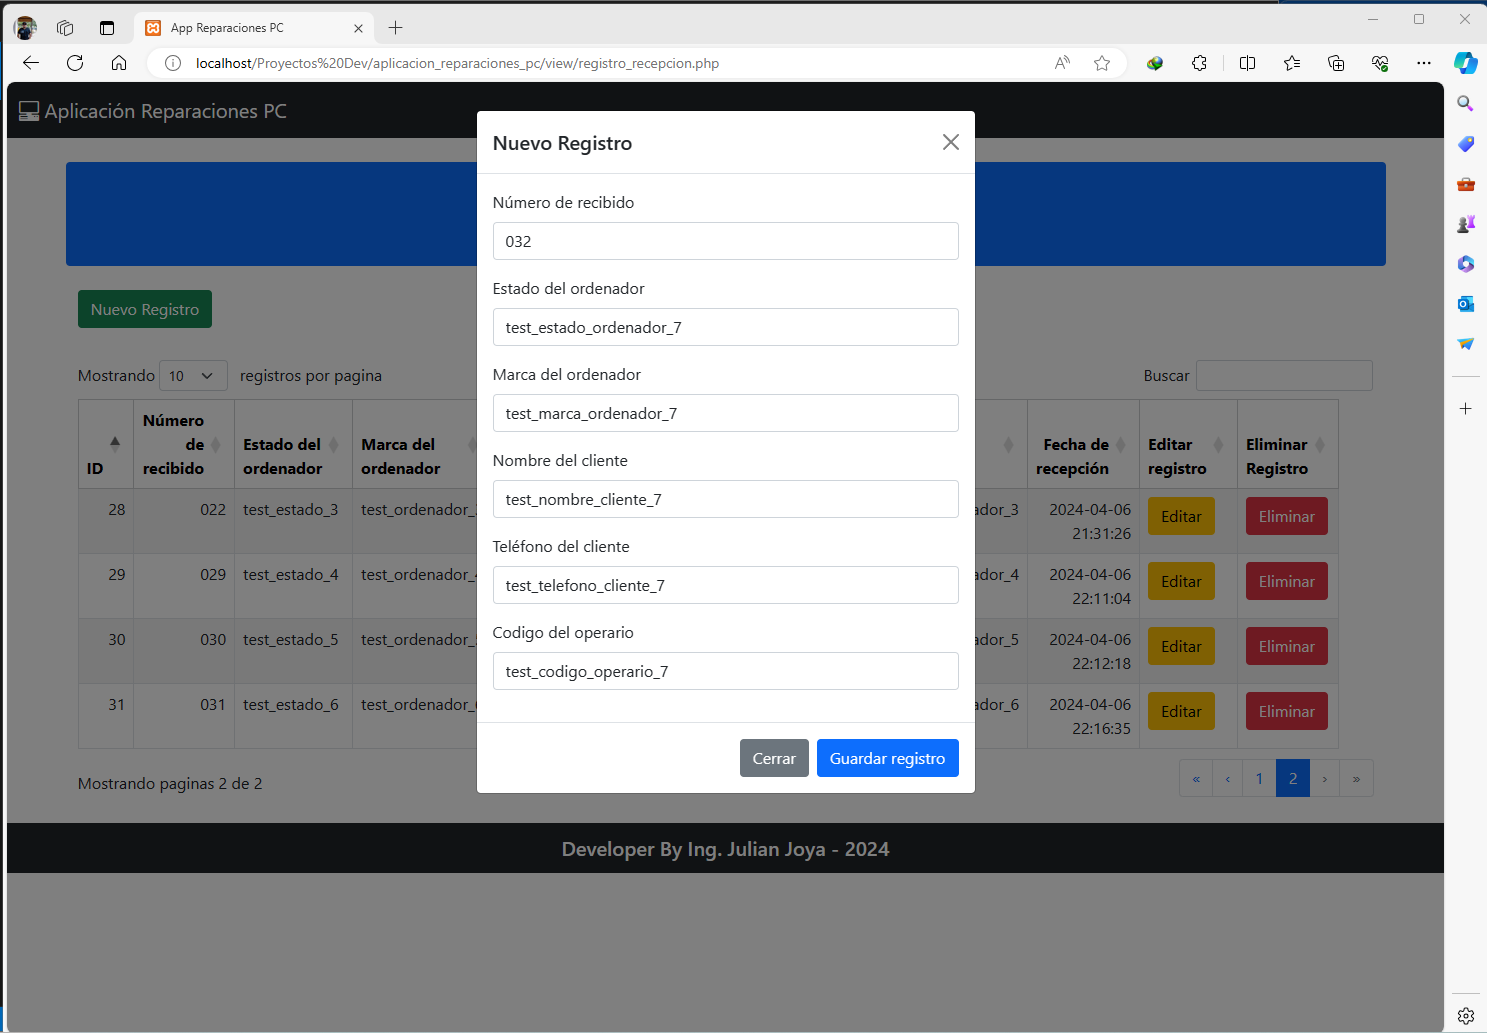 App Reparaciones PC
localhost/Proyectos%20Dev/aplicacion_reparaciones_pc/view/registro_recepcion.php
Aplicación Reparaciones PC
Nuevo Registro
Número de recibido
032
Estado del ordenador
test_estado_ordenador_7
Marca del ordenador
test_marca_ordenador_7
Nombre del cliente
test_nombre_cliente_7
Teléfono del cliente
test_telefono_cliente_7
Codigo del operario
test_codigo_operario_7
Cerrar Guardar registro
Nuevo Registro
Mostrando 10 registros por pagina Buscar
ID Número de recibido Estado del ordenador Marca del ordenador Fecha de recepción Editar registro Eliminar Registro
28 022 test_estado_3 test_ordenador_ ador_3 2024-04-06 21:31:26 Editar Eliminar
29 029 test_estado_4 test_ordenador_ ador_4 2024-04-06 22:11:04 Editar Eliminar
30 030 test_estado_5 test_ordenador_ ador_5 2024-04-06 22:12:18 Editar Eliminar
31 031 test_estado_6 test_ordenador_ ador_6 2024-04-06 22:16:35 Editar Eliminar
Mostrando paginas 2 de 2 « ‹ 1 2 › »
Developer By Ing. Julian Joya - 2024